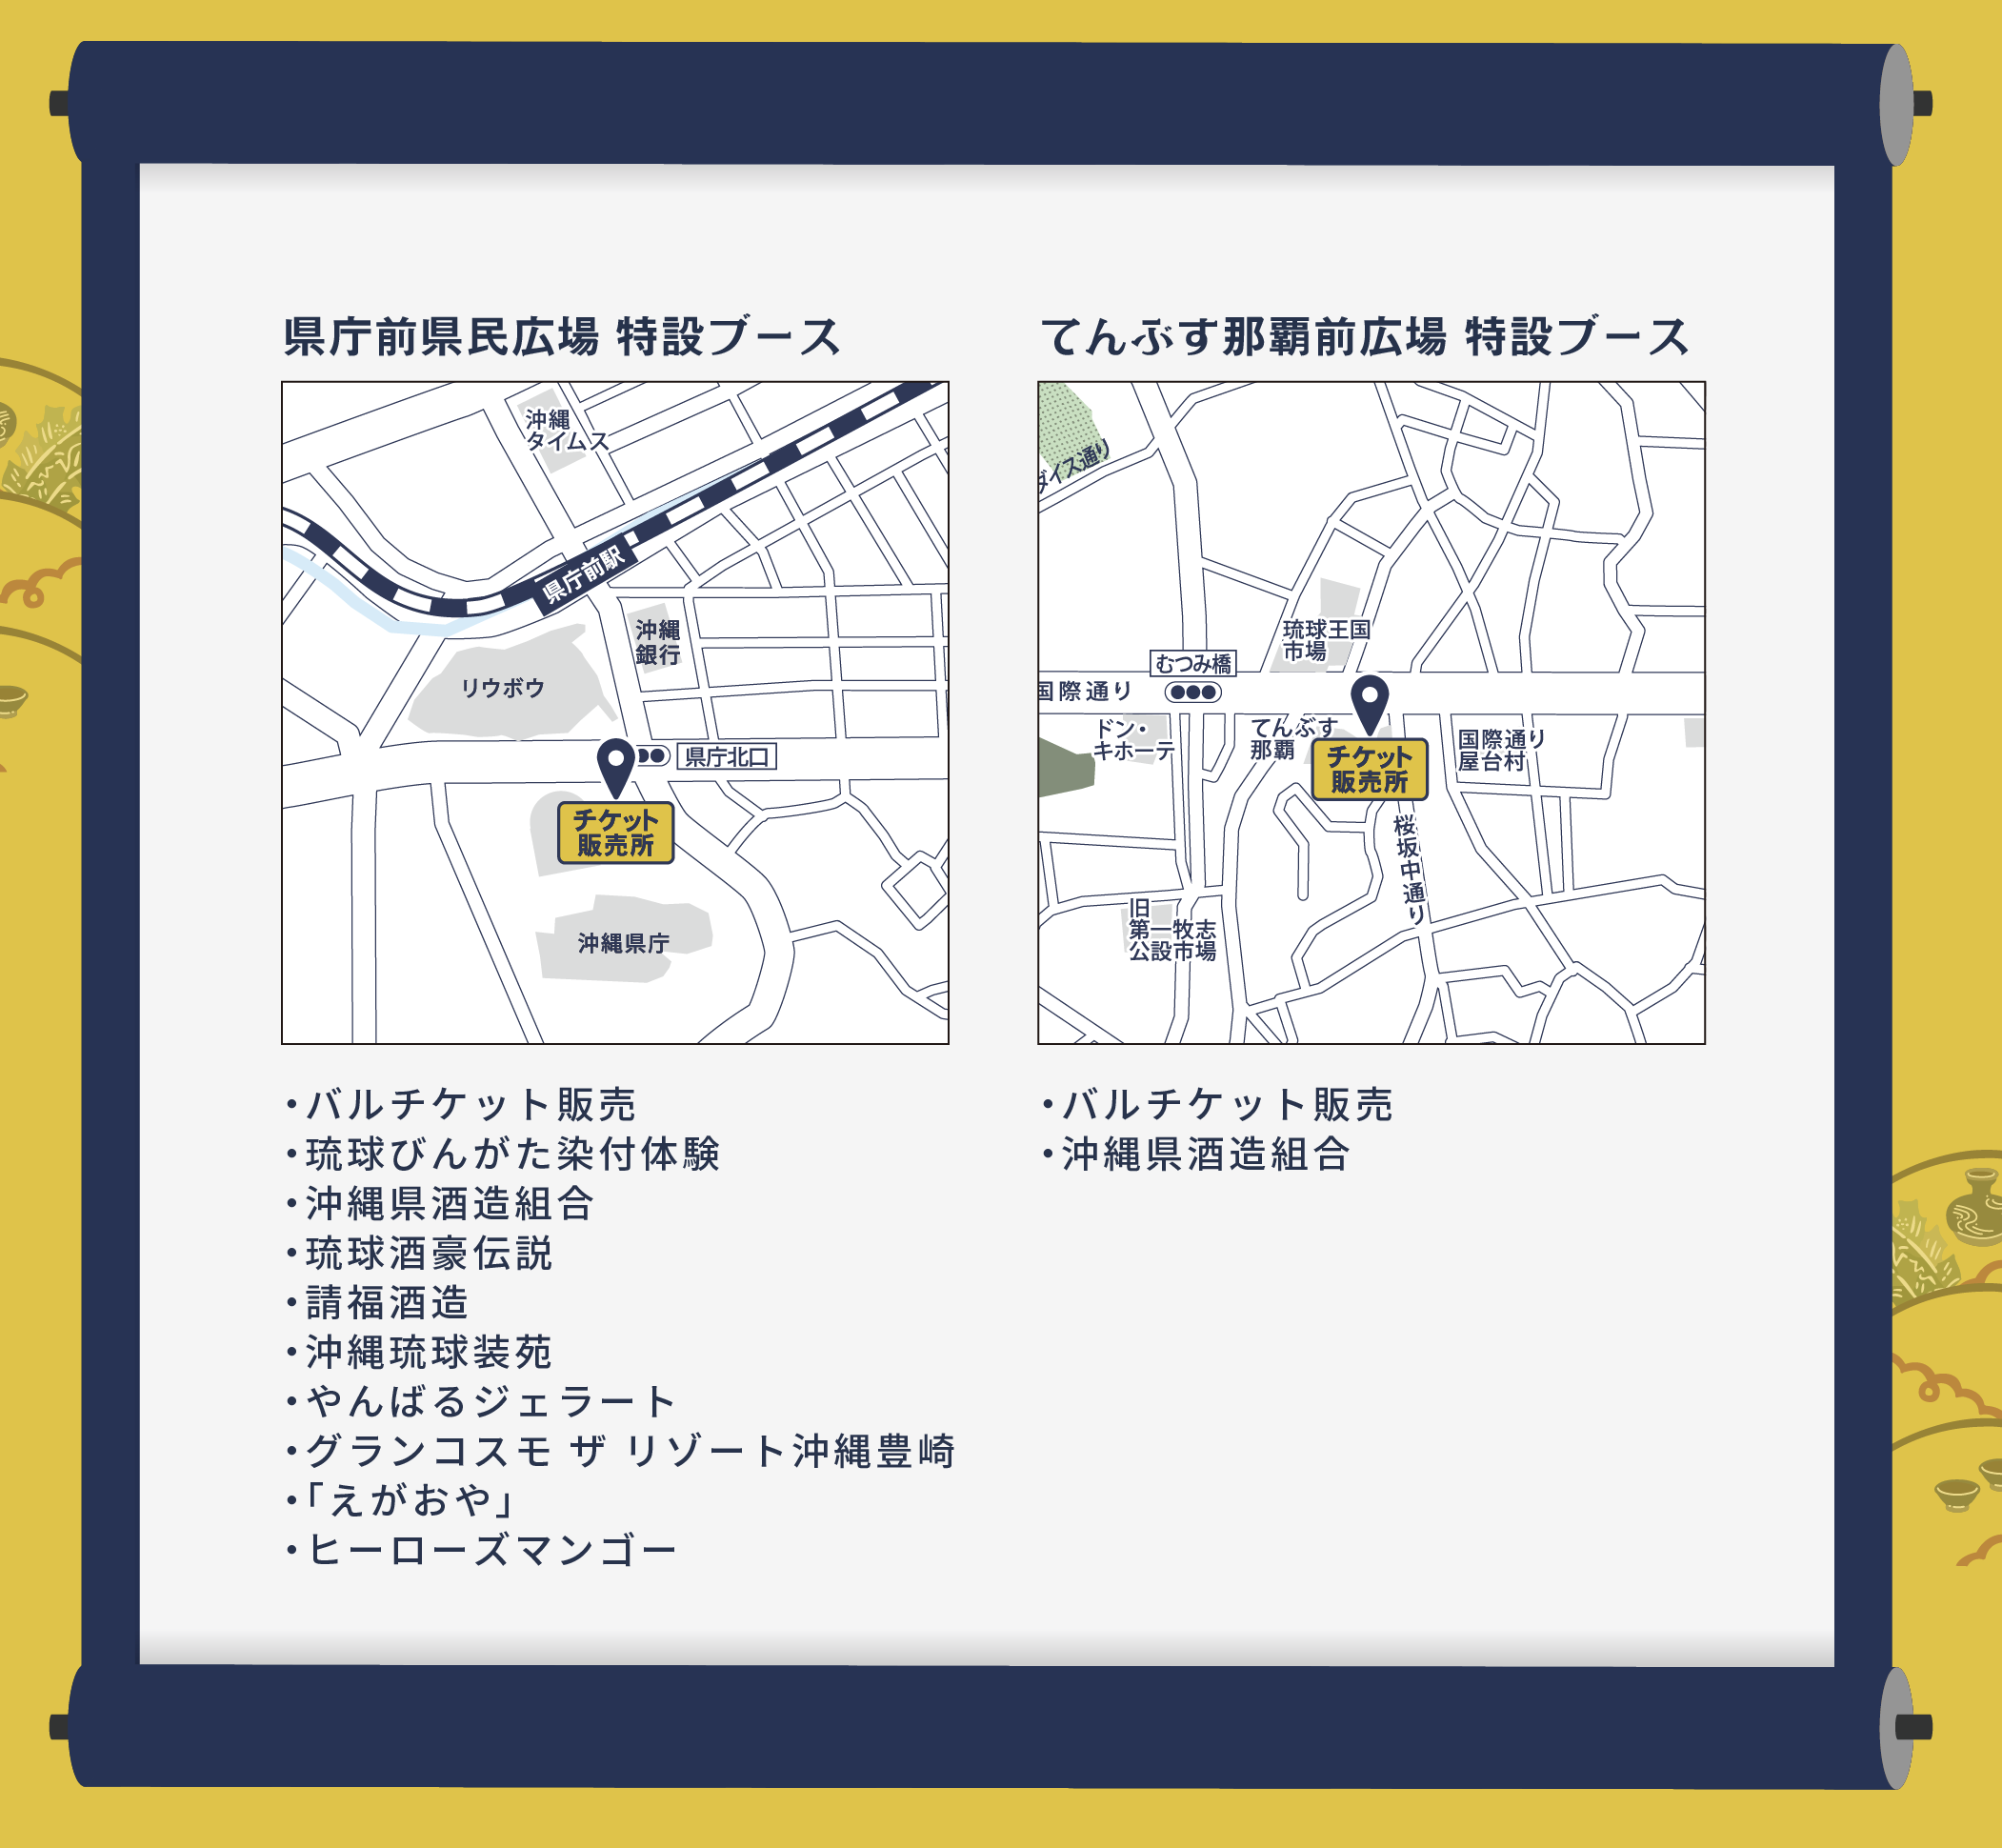 県庁前県民広場 特設ブース
沖縄
タイムス
県庁前駅
沖縄
銀行
リウボウ
県庁北口
チケット
販売所
沖縄県庁
・バルチケット販売
・琉球びんがた染付体験
・沖縄県酒造組合
・琉球酒豪伝説
・請福酒造
・沖縄琉球装苑
・やんばるジェラート
・グランコスモ ザ リゾート沖縄豊崎
・「えがおや」
・ヒーローズマンゴー
てんぶす那覇前広場 特設ブース
イス通り
琉球王国
市場
むつみ橋
国際通り
ドン・
キホーテ
てんぶす
那覇
チケット
販売所
国際通り
屋台村
桜坂中通り
旧
第一牧志
公設市場
・バルチケット販売
・沖縄県酒造組合